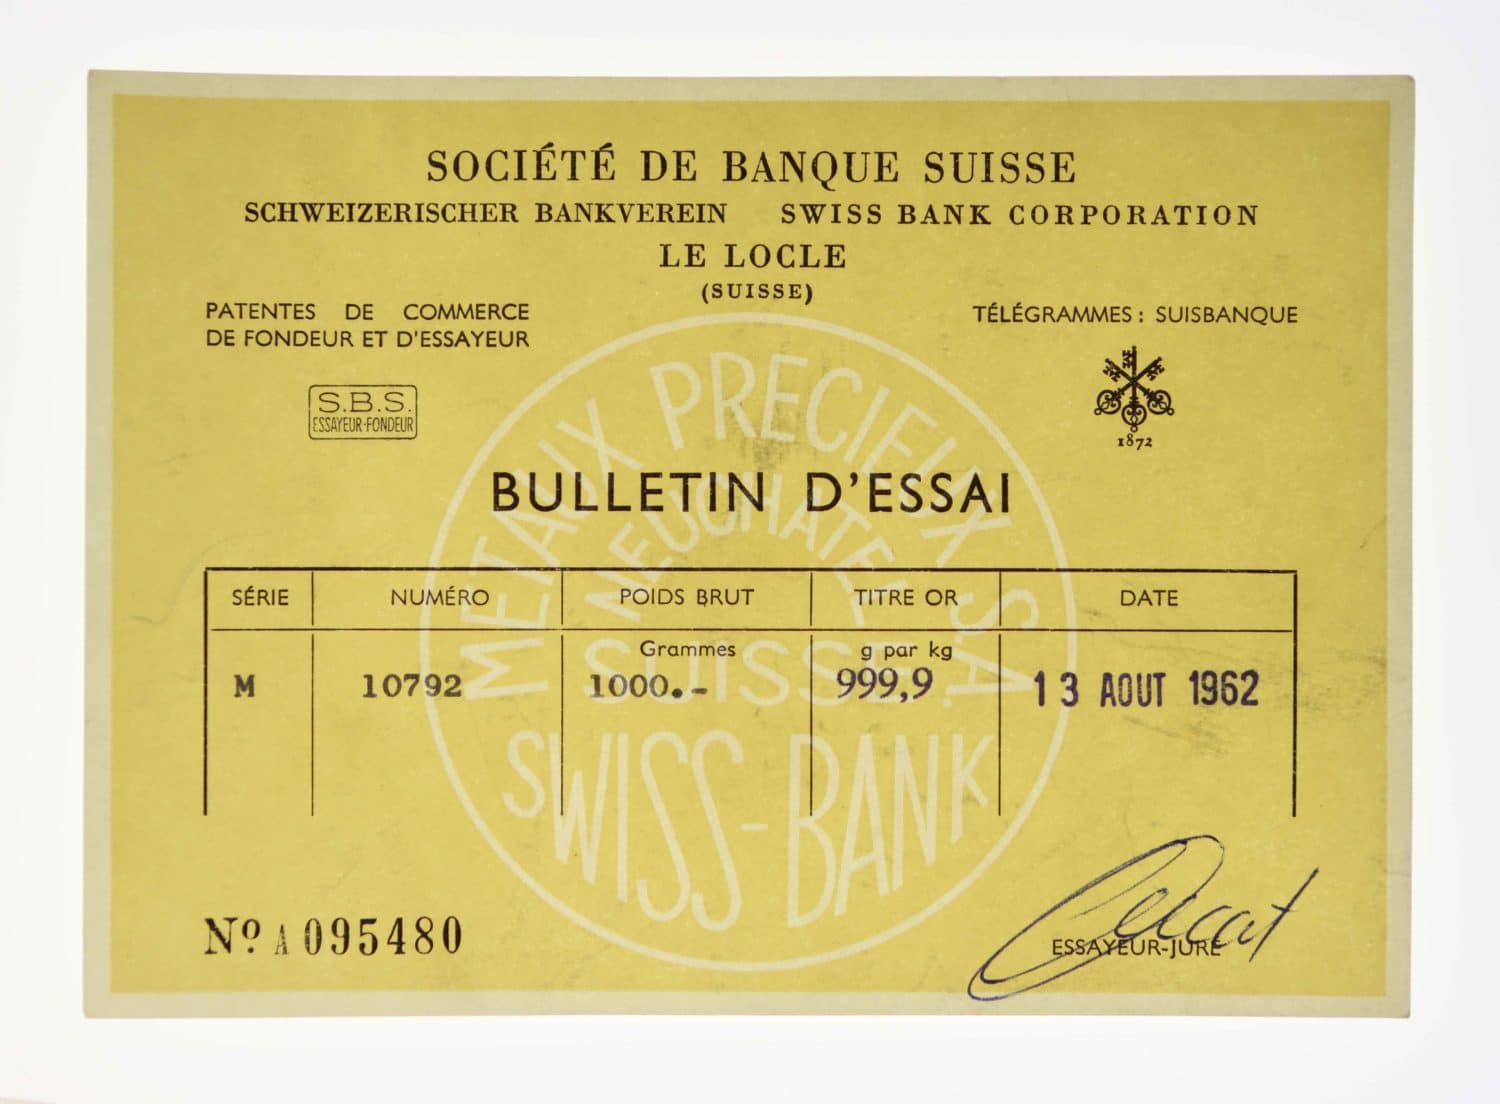 SOCIÉTÉ DE BANQUE SUISSE
SCHWEIZERISCHER BANKVEREIN SWISS BANK CORPORATION
LE LOCLE
(SUISSE)
PATENTES DE COMMERCE
DE FONDEUR ET D'ESSAYEUR
TÉLÉGRAMMES : SUISBANQUE
S.B.S.
ESSAYEUR-FONDEUR
1872
METAUX PRECIEUX S.A.
NEUCHATEL
SUISSE
SWISS-BANK
BULLETIN D'ESSAI
SÉRIE NUMÉRO POIDS BRUT TITRE OR DATE
Grammes g par kg
M 10792 1000.- 999,9 13 AOUT 1962
Nº A 095480
ESSAYEUR-JURÉ